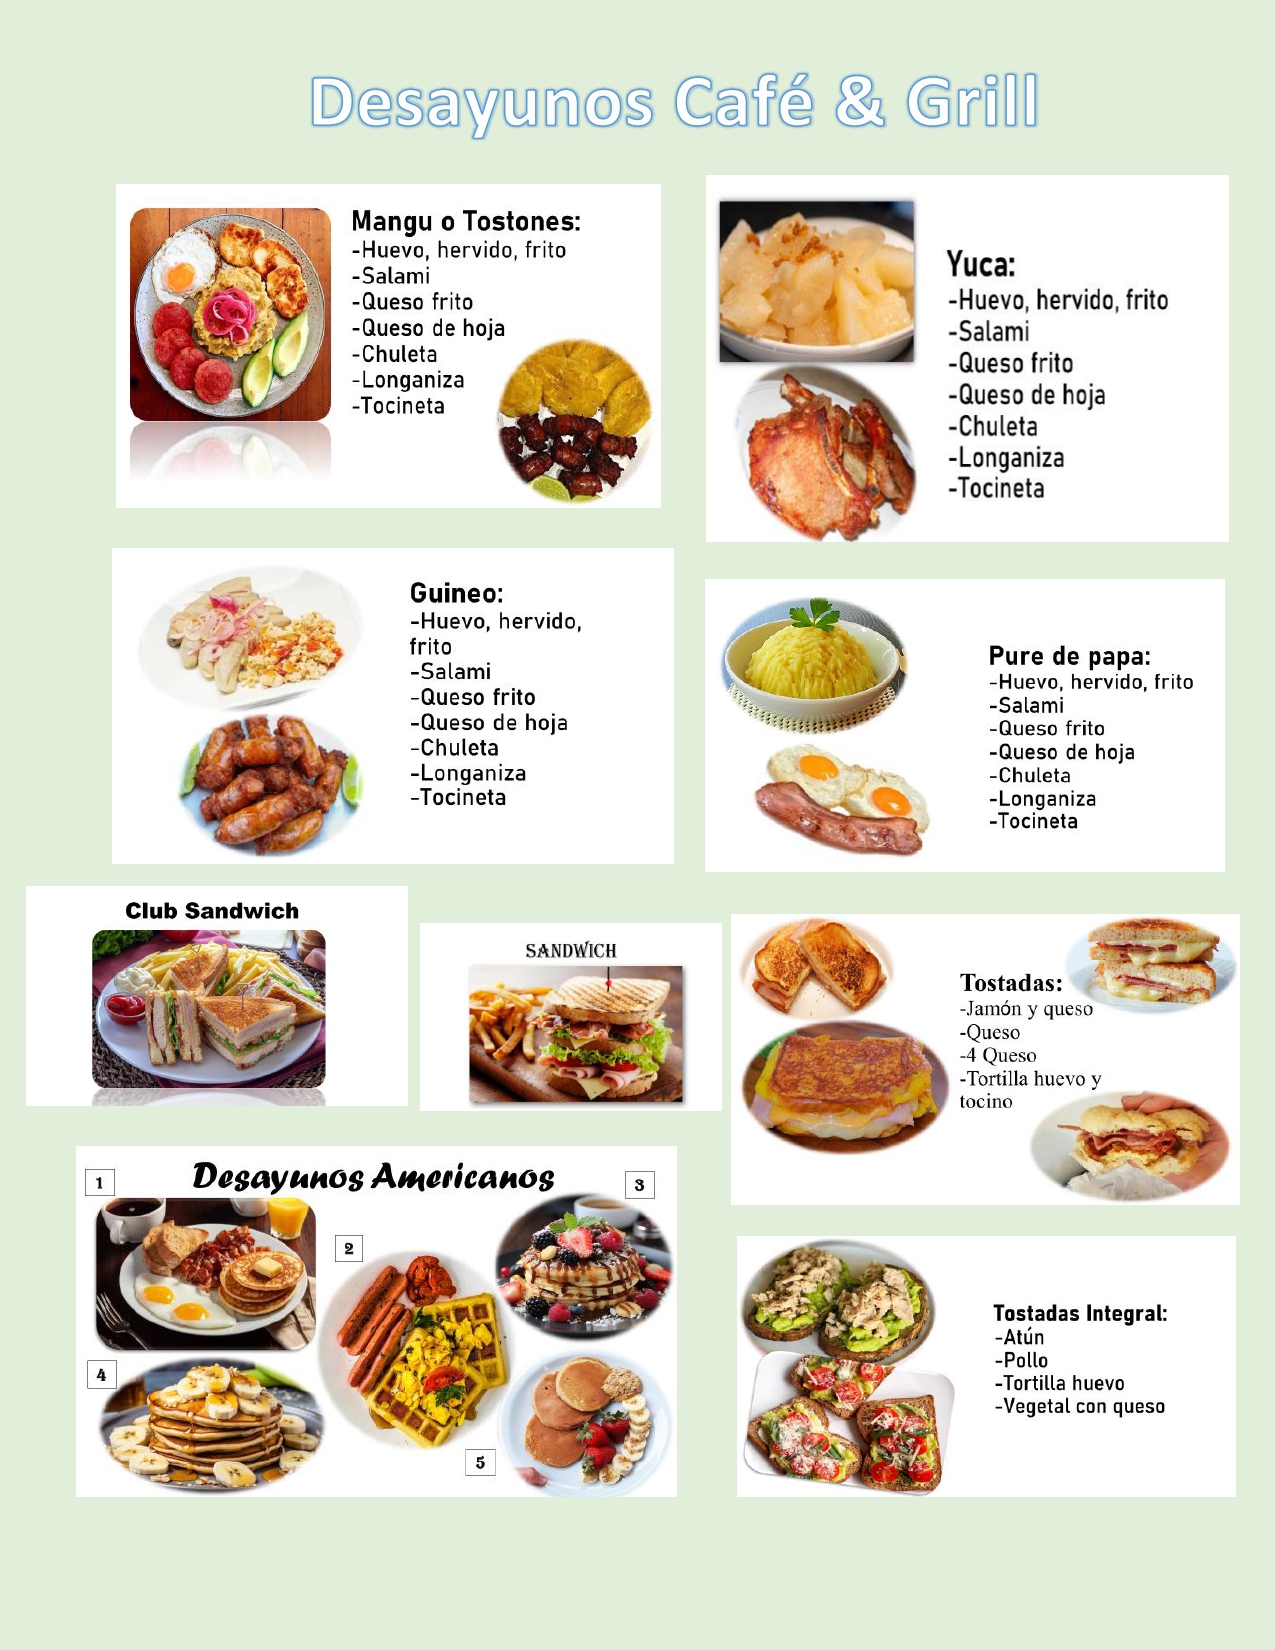 Desayunos Café & Grill
Mangu o Tostones:
-Huevo, hervido, frito
-Salami
-Queso frito
-Queso de hoja
-Chuleta
-Longaniza
-Tocineta
Yuca:
-Huevo, hervido, frito
-Salami
-Queso frito
-Queso de hoja
-Chuleta
-Longaniza
-Tocineta
Guineo:
-Huevo, hervido,
frito
-Salami
-Queso frito
-Queso de hoja
-Chuleta
-Longaniza
-Tocineta
Pure de papa:
-Huevo, hervido, frito
-Salami
-Queso frito
-Queso de hoja
-Chuleta
-Longaniza
-Tocineta
Club Sandwich
SANDWICH
Tostadas:
-Jamón y queso
-Queso
-4 Queso
-Tortilla huevo y
tocino
Desayunos Americanos
1
2
3
4
5
Tostadas Integral:
-Atún
-Pollo
-Tortilla huevo
-Vegetal con queso